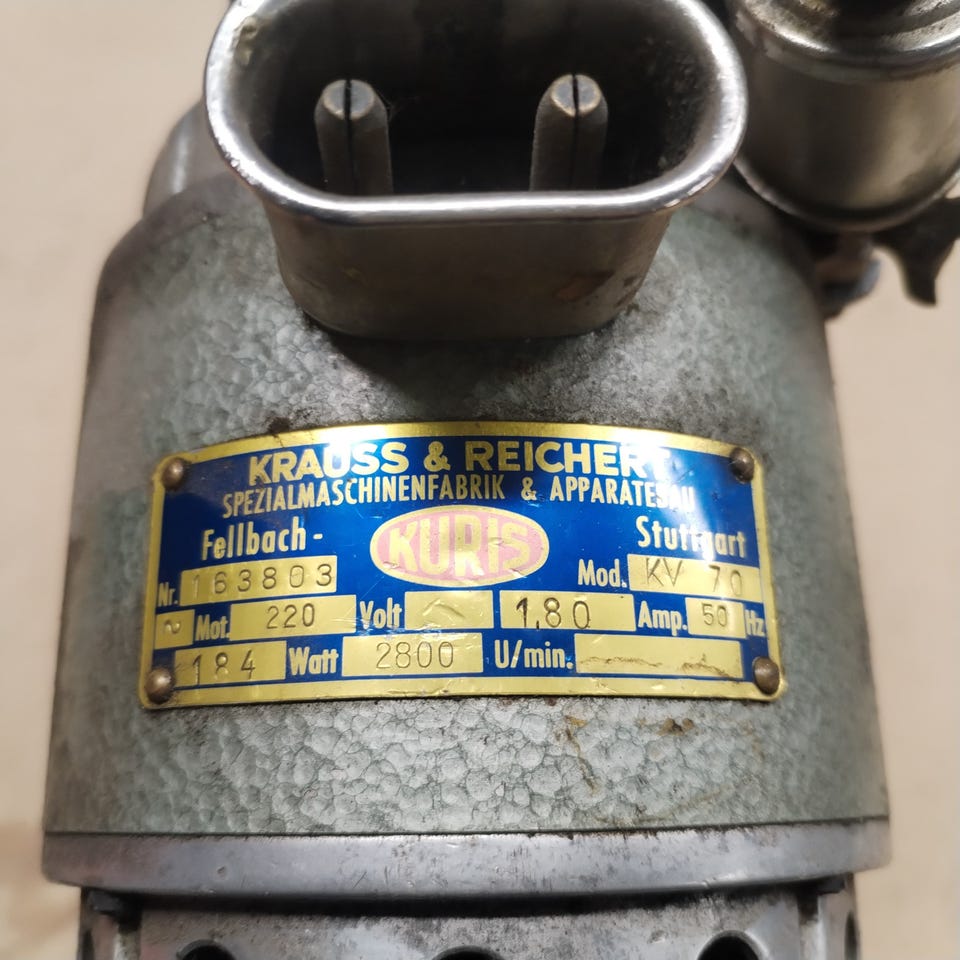 KRAUSS & REICHERT
SPEZIALMASCHINENFABRIK & APPARATEBAU
Fellbach - KURIS Stuttgart
Nr. 163803 Mod. KV 70
~ Mot. 220 Volt 1,80 Amp. 50 Hz
184 Watt 2800 U/min.